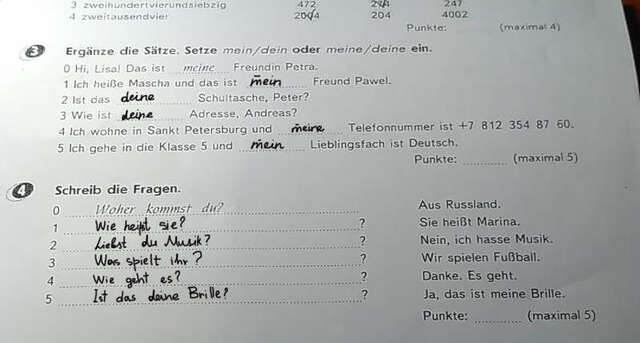 3 zweihundertvierundsiebzig 472 274 247
4 zweitausendvier 2004 204 4002
Punkte: (maximal 4)
3 Ergänze die Sätze. Setze mein/dein oder meine/deine ein.
0 Hi, Lisa! Das ist meine Freundin Petra.
1 Ich heiße Mascha und das ist mein Freund Pawel.
2 Ist das deine Schultasche, Peter?
3 Wie ist deine Adresse, Andreas?
4 Ich wohne in Sankt Petersburg und meine Telefonnummer ist +7 812 354 87 60.
5 Ich gehe in die Klasse 5 und mein Lieblingsfach ist Deutsch.
Punkte: (maximal 5)
4 Schreib die Fragen.
0 Woher kommst du? Aus Russland.
1 Wie heißt sie? ? Sie heißt Marina.
2 Liebst du Musik? ? Nein, ich hasse Musik.
3 Was spielt ihr? ? Wir spielen Fußball.
4 Wie geht es? ? Danke. Es geht.
5 Ist das deine Brille? ? Ja, das ist meine Brille.
Punkte: (maximal 5)